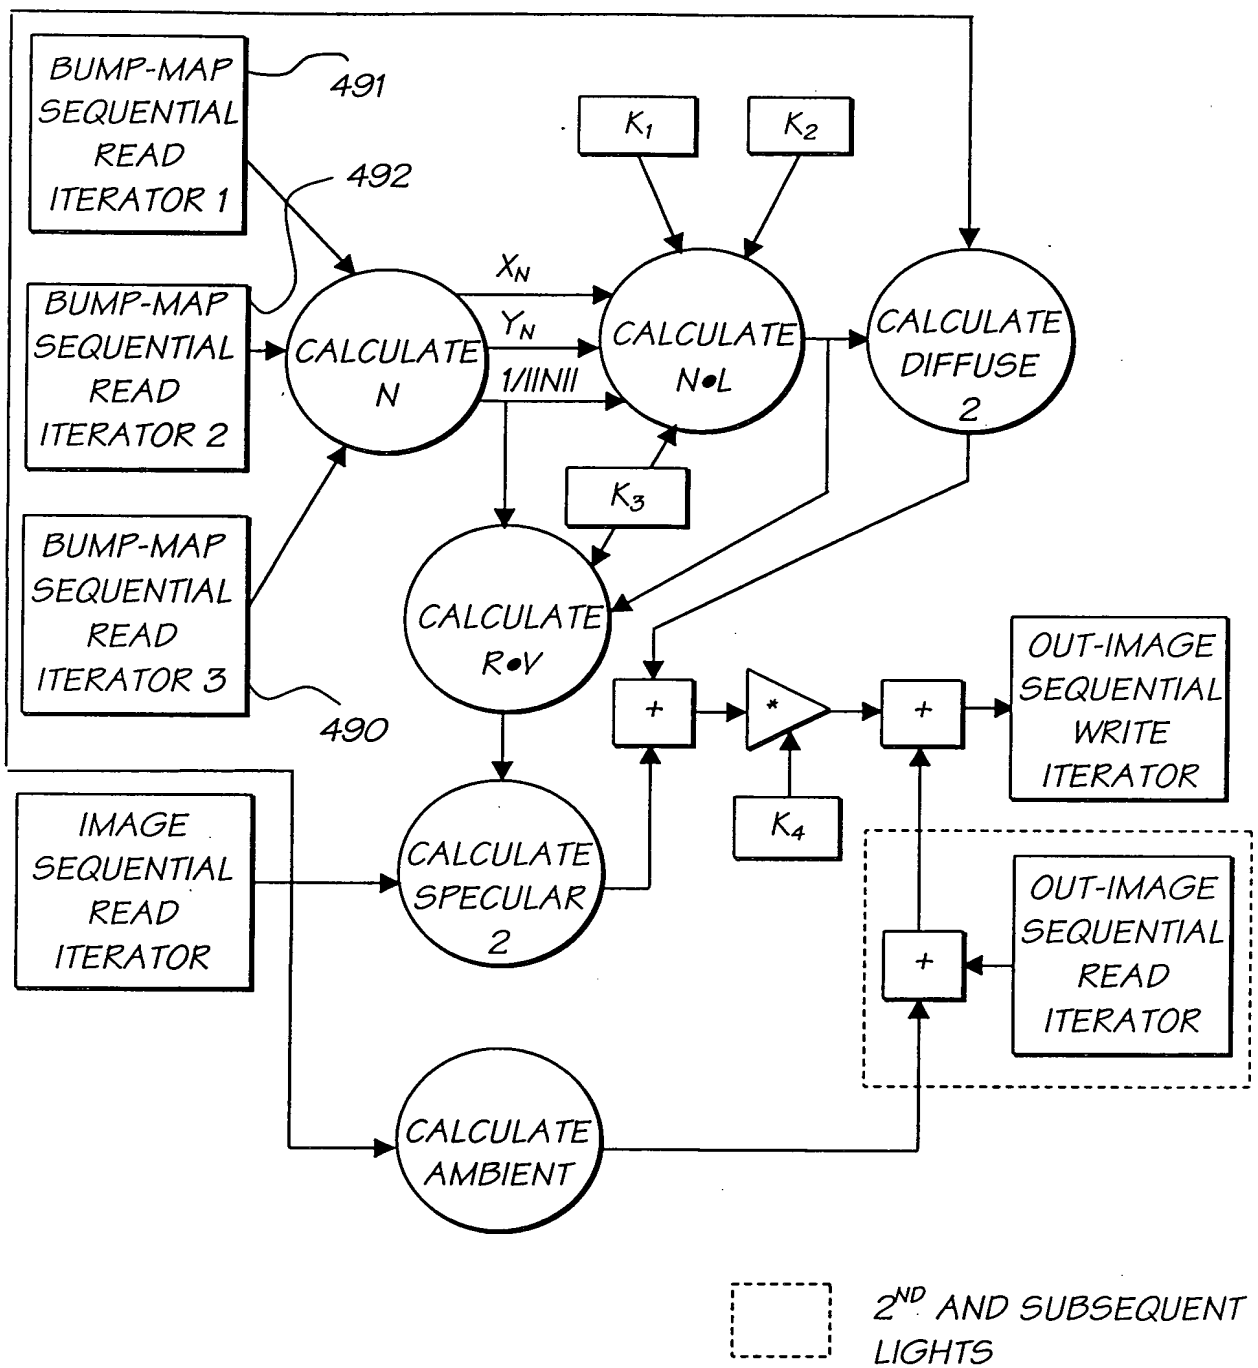 BUMP-MAP
SEQUENTIAL
READ
ITERATOR 1
491
K1
K2
492
BUMP-MAP
SEQUENTIAL
READ
ITERATOR 2
CALCULATE
N
XN
YN
1/||N||
CALCULATE
N●L
CALCULATE
DIFFUSE
2
K3
BUMP-MAP
SEQUENTIAL
READ
ITERATOR 3
490
CALCULATE
R●V
+
*
K4
+
OUT-IMAGE
SEQUENTIAL
WRITE
ITERATOR
IMAGE
SEQUENTIAL
READ
ITERATOR
CALCULATE
SPECULAR
2
+
OUT-IMAGE
SEQUENTIAL
READ
ITERATOR
CALCULATE
AMBIENT
2ND AND SUBSEQUENT
LIGHTS